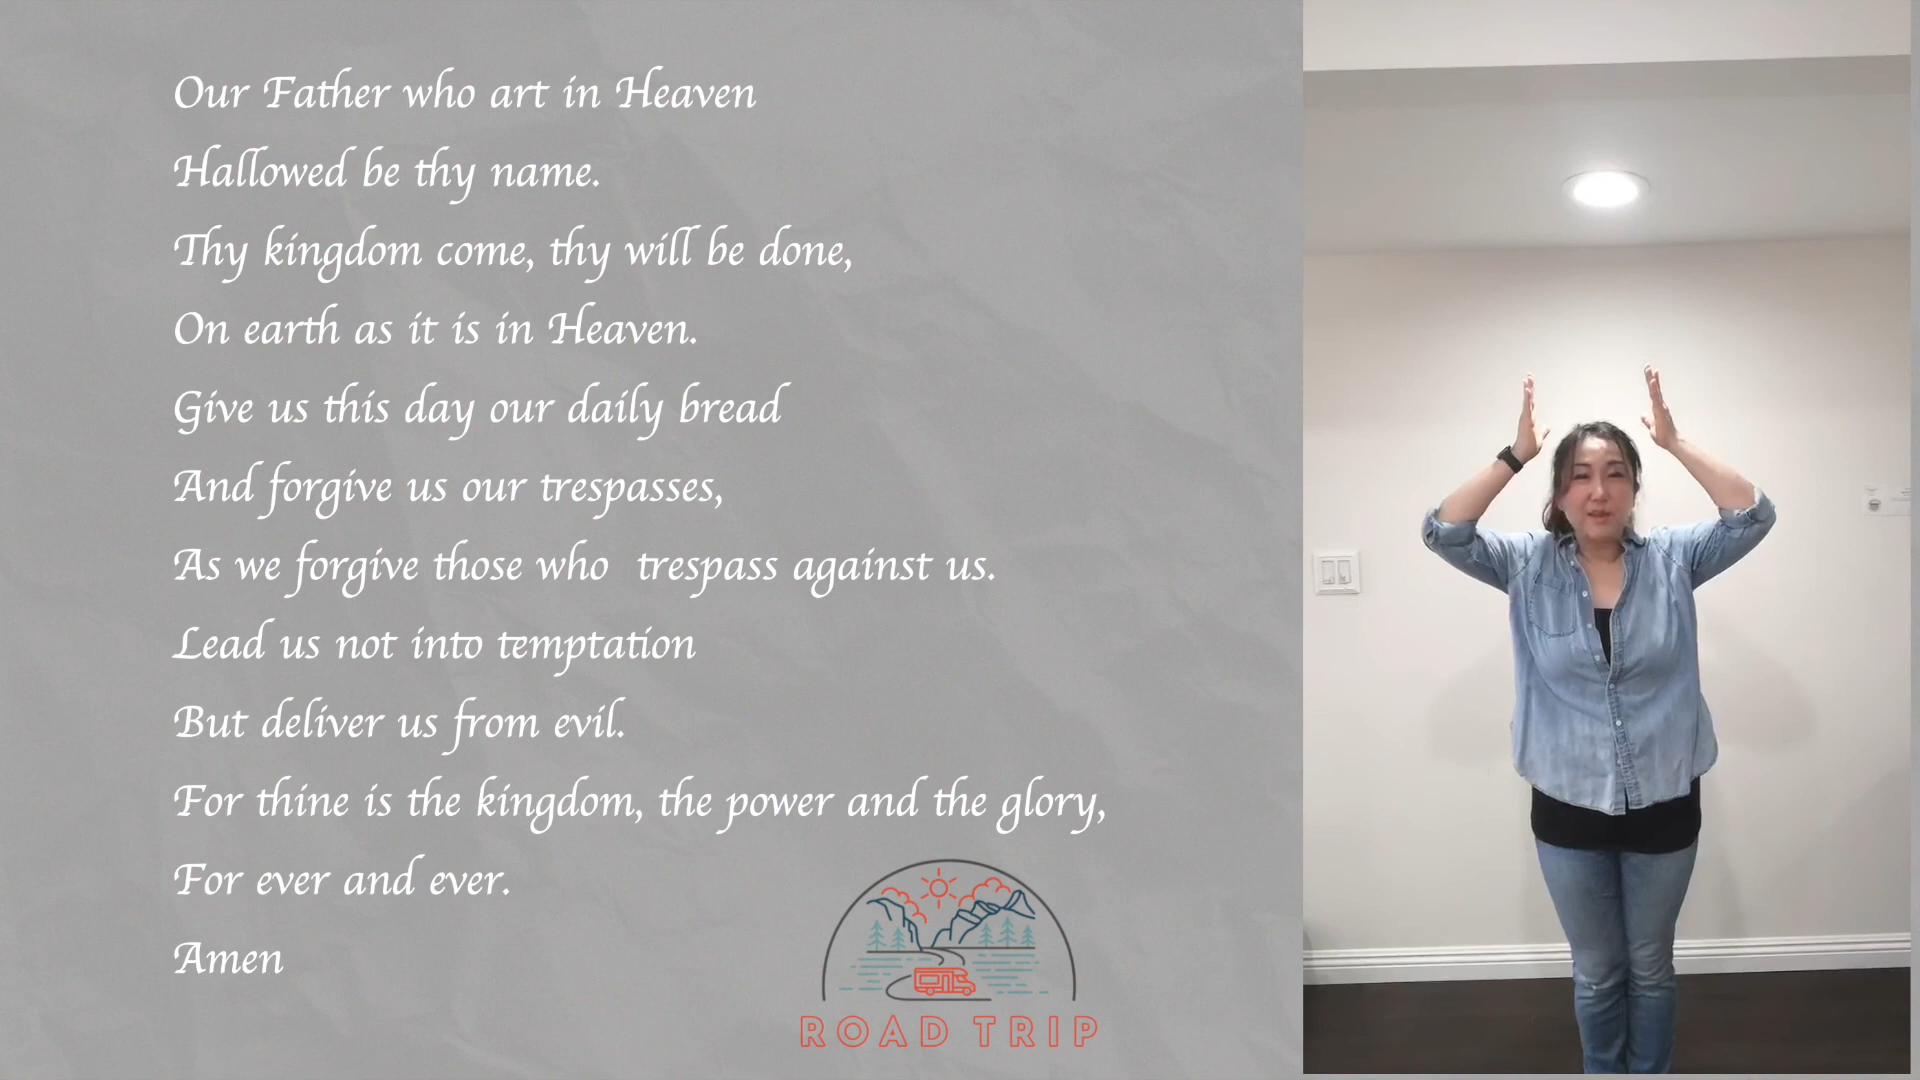 Our Father who art in Heaven
Hallowed be thy name.
Thy kingdom come, thy will be done,
On earth as it is in Heaven.
Give us this day our daily bread
And forgive us our trespasses,
As we forgive those who trespass against us.
Lead us not into temptation
But deliver us from evil.
For thine is the kingdom, the power and the glory,
For ever and ever.
Amen
ROAD TRIP